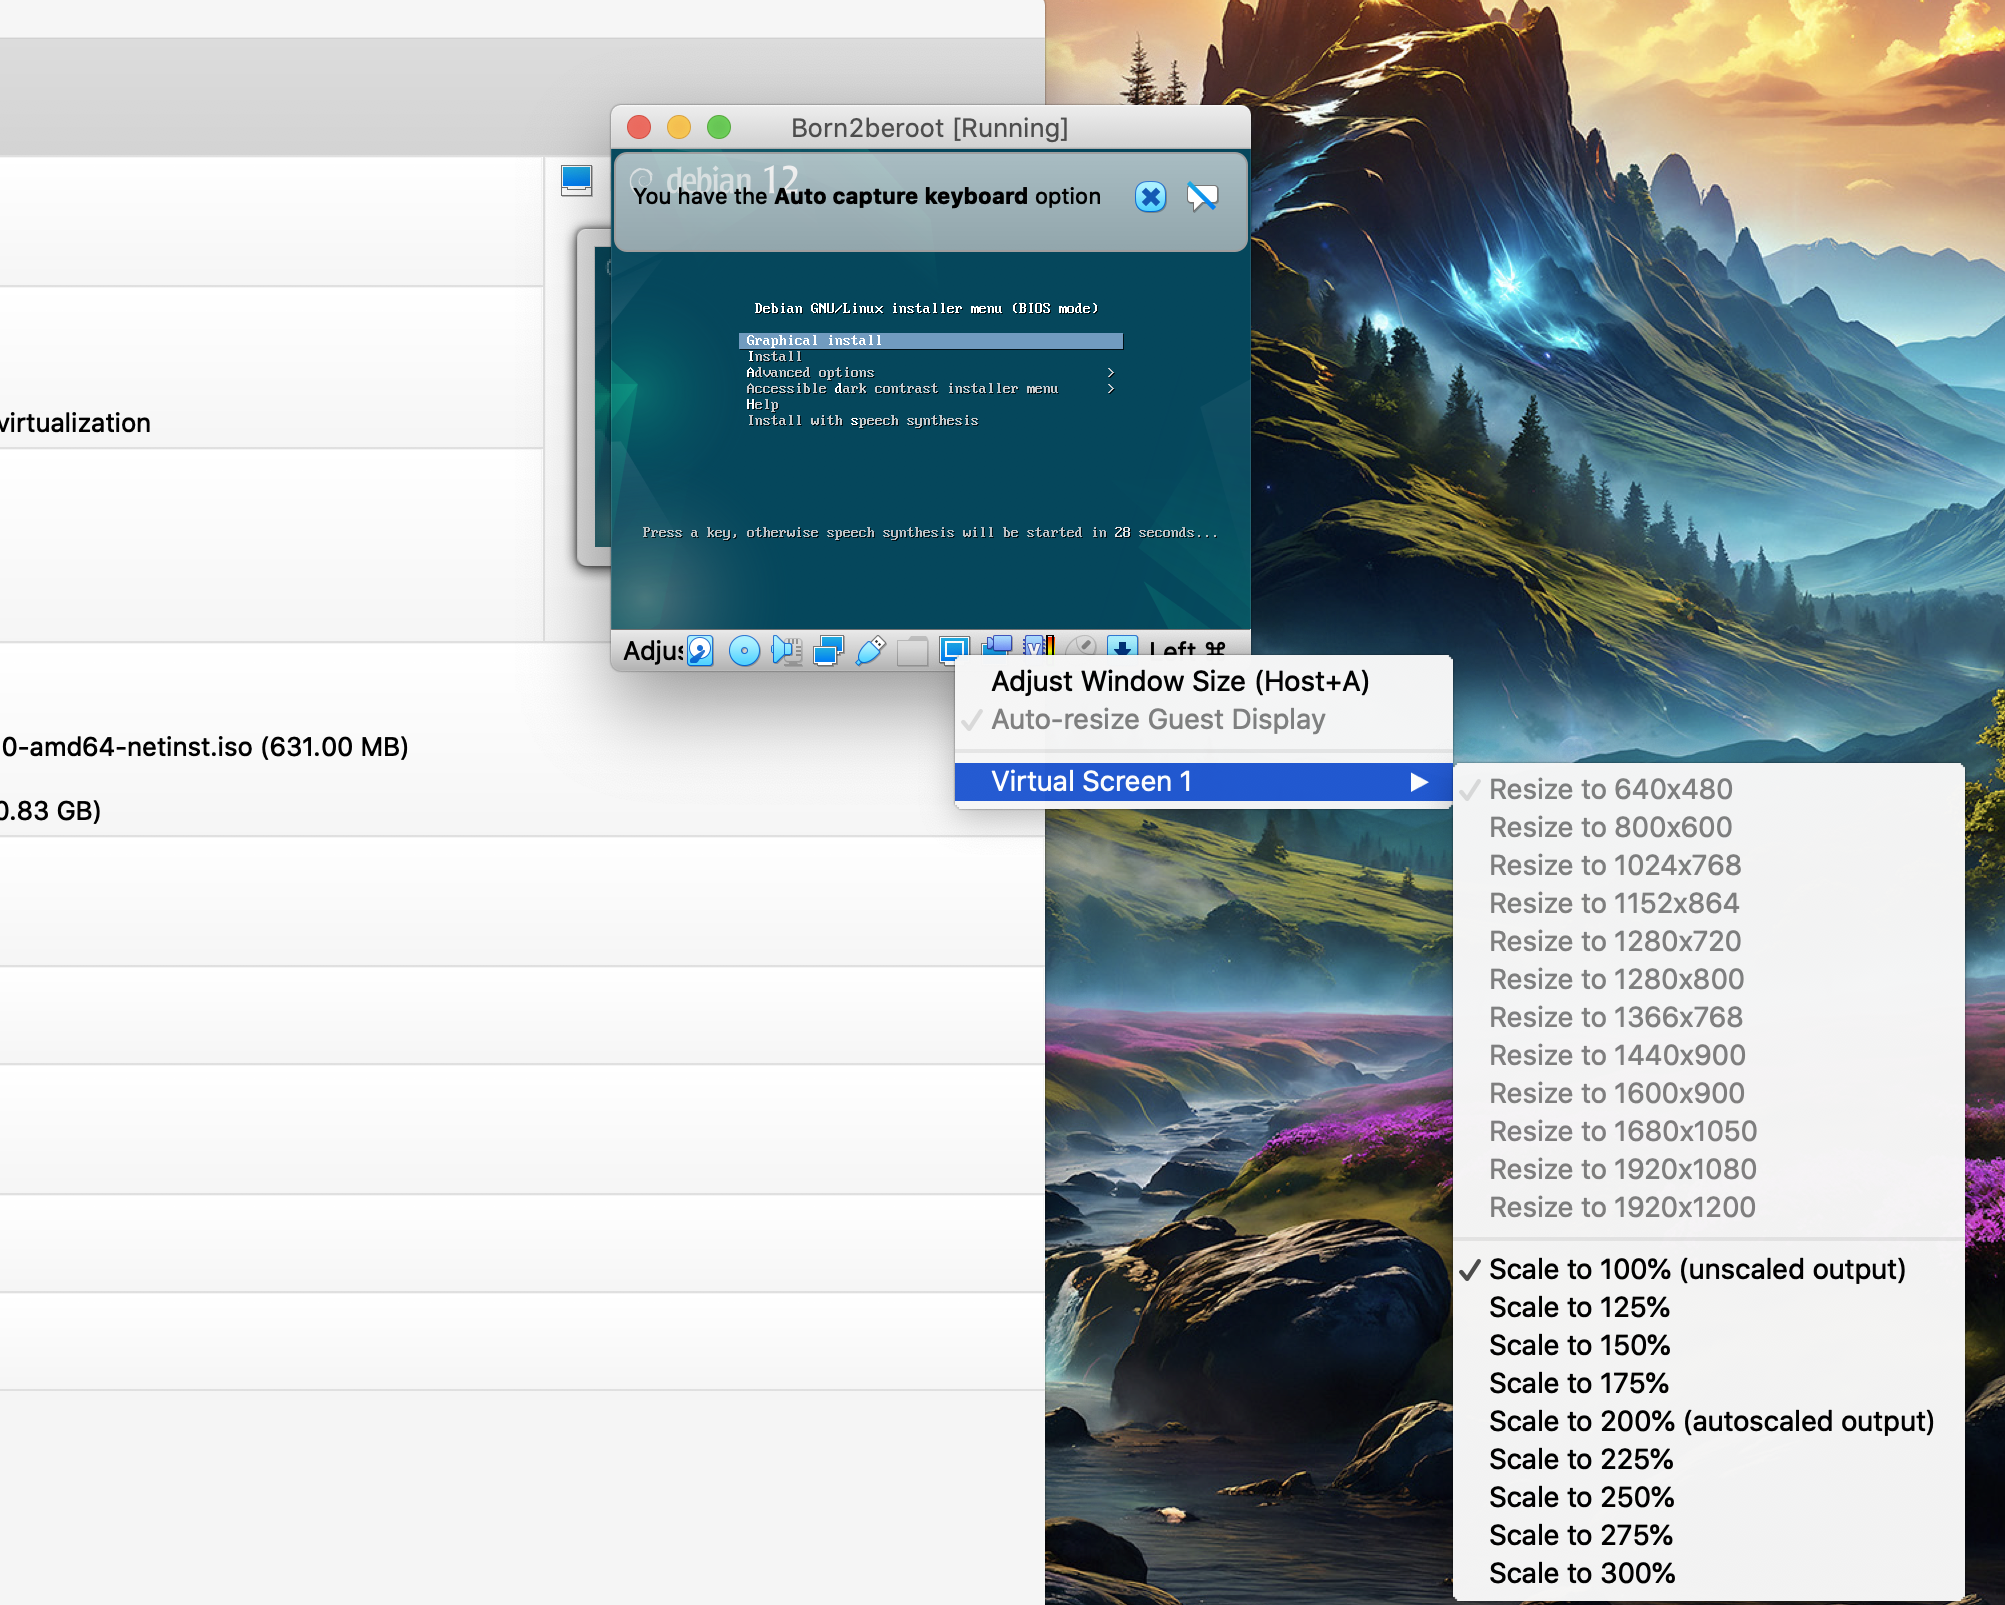 Born2beroot [Running]
debian 12
You have the Auto capture keyboard option
Debian GNU/Linux installer menu (BIOS mode)
Graphical install
Install
Advanced options >
Accessible dark contrast installer menu >
Help
Install with speech synthesis
Press a key, otherwise speech synthesis will be started in 28 seconds...
virtualization
0-amd64-netinst.iso (631.00 MB)
0.83 GB)
Adjus
Left ⌘
Adjust Window Size (Host+A)
Auto-resize Guest Display
Virtual Screen 1
Resize to 640x480
Resize to 800x600
Resize to 1024x768
Resize to 1152x864
Resize to 1280x720
Resize to 1280x800
Resize to 1366x768
Resize to 1440x900
Resize to 1600x900
Resize to 1680x1050
Resize to 1920x1080
Resize to 1920x1200
Scale to 100% (unscaled output)
Scale to 125%
Scale to 150%
Scale to 175%
Scale to 200% (autoscaled output)
Scale to 225%
Scale to 250%
Scale to 275%
Scale to 300%